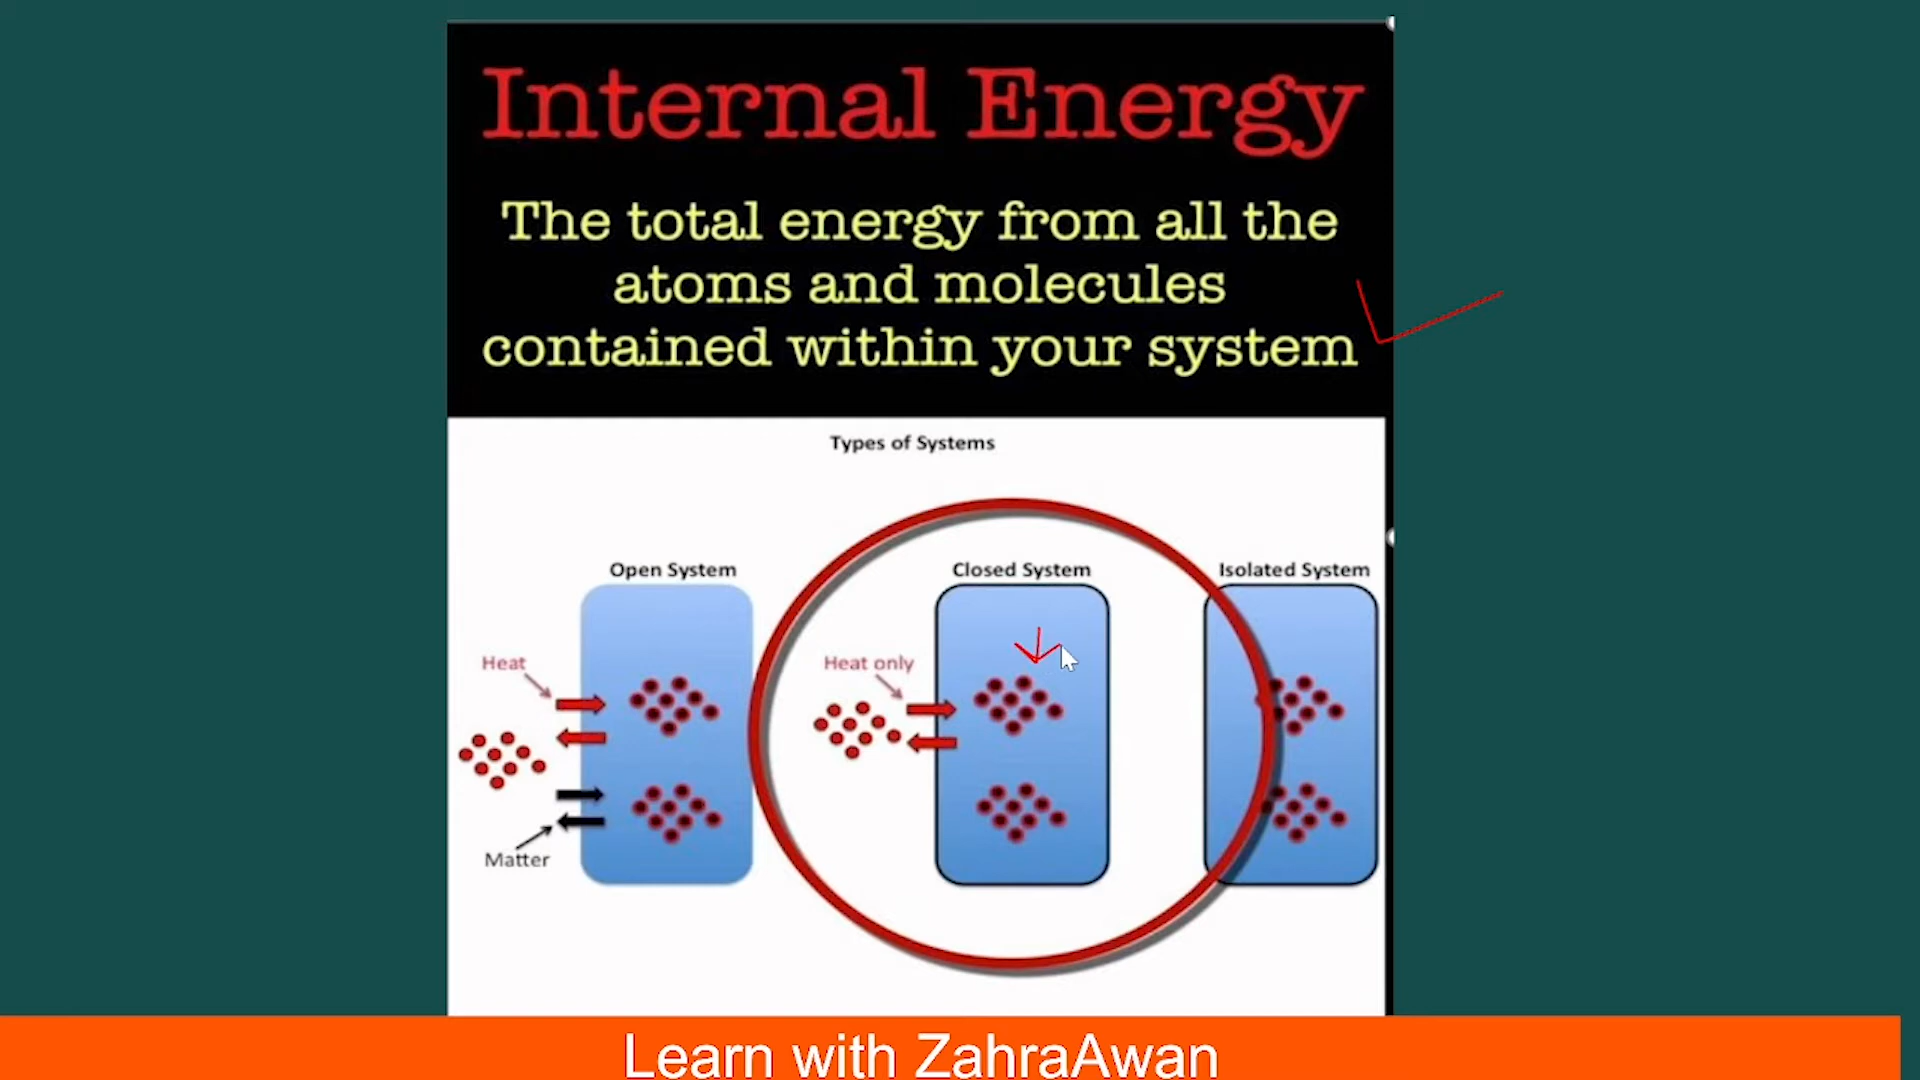 Internal Energy
The total energy from all the
atoms and molecules
contained within your system
Types of Systems
Open System
Closed System
Isolated System
Heat
Heat only
Matter
Learn with ZahraAwan